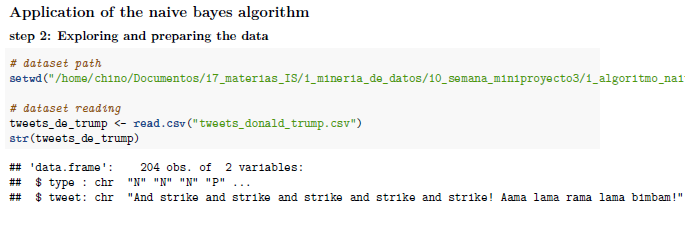 Application of the naive bayes algorithm
step 2: Exploring and preparing the data
# dataset path
setwd("/home/chino/Documentos/17_materias_IS/1_mineria_de_datos/10_semana_miniproyecto3/1_algoritmo_nai
# dataset reading
tweets_de_trump <- read.csv("tweets_donald_trump.csv")
str(tweets_de_trump)
## 'data.frame':    204 obs. of  2 variables:
##  $ type : chr  "N" "N" "N" "P" ...
##  $ tweet: chr  "And strike and strike and strike and strike and strike! Aama lama rama lama bimbam!"